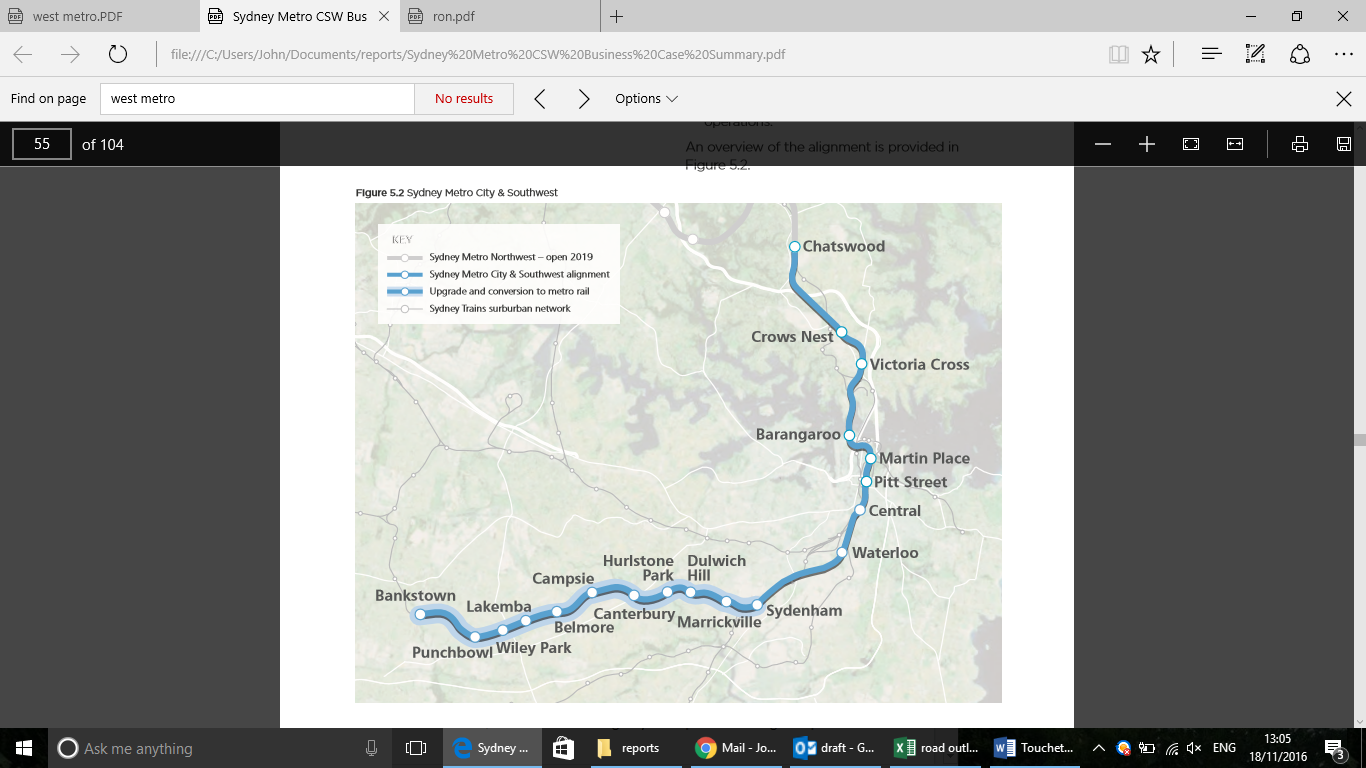 west metro.PDF
Sydney Metro CSW Bus
ron.pdf
file:///C:/Users/John/Documents/reports/Sydney%20Metro%20CSW%20Business%20Case%20Summary.pdf
Find on page
west metro
No results
Options
55 of 104
operations.
An overview of the alignment is provided in
Figure 5.2.
Figure 5.2 Sydney Metro City & Southwest
KEY
Sydney Metro Northwest – open 2019
Sydney Metro City & Southwest alignment
Upgrade and conversion to metro rail
Sydney Trains surburban network
Chatswood
Crows Nest
Victoria Cross
Barangaroo
Martin Place
Pitt Street
Central
Waterloo
Hurlstone
Park
Dulwich
Hill
Campsie
Bankstown
Lakemba
Canterbury
Sydenham
Marrickville
Belmore
Punchbowl
Wiley Park
Ask me anything
Sydney ...
reports
Mail - Jo...
draft - G...
road outl...
Touchet...
ENG
13:05
18/11/2016
3